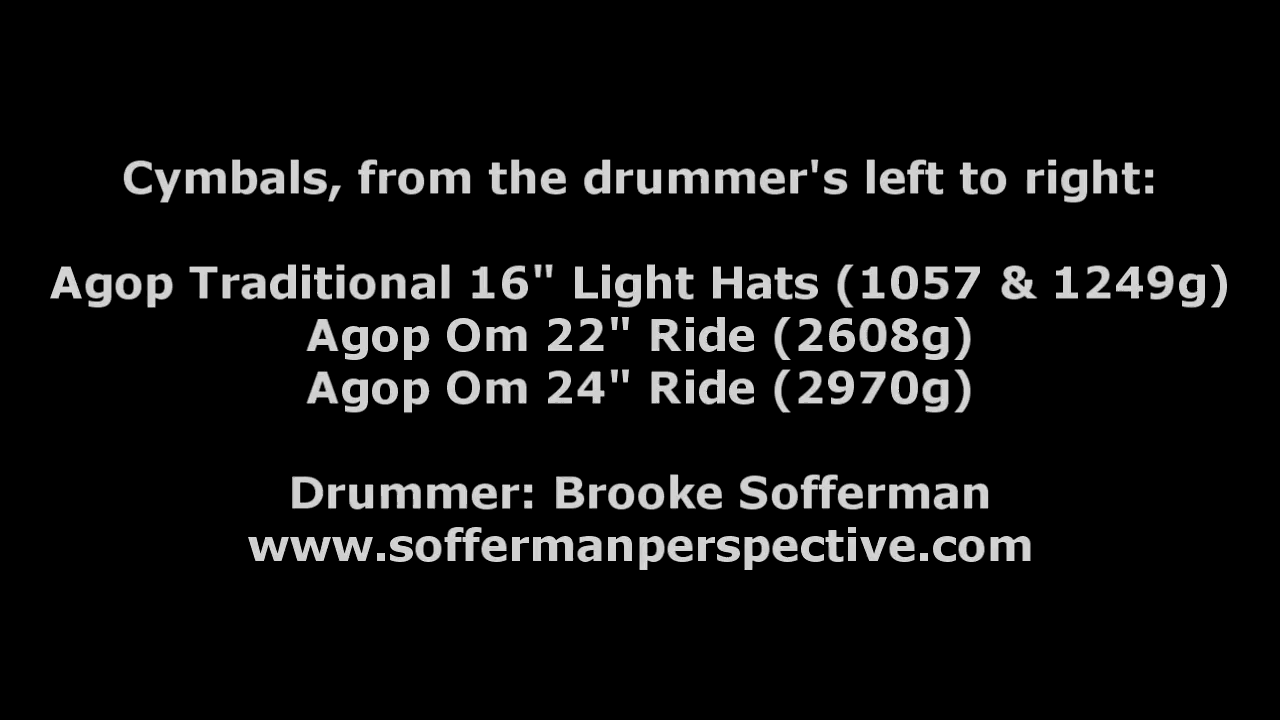 Cymbals, from the drummer's left to right:
Agop Traditional 16" Light Hats (1057 & 1249g)
Agop Om 22" Ride (2608g)
Agop Om 24" Ride (2970g)
Drummer: Brooke Sofferman
www.soffermanperspective.com